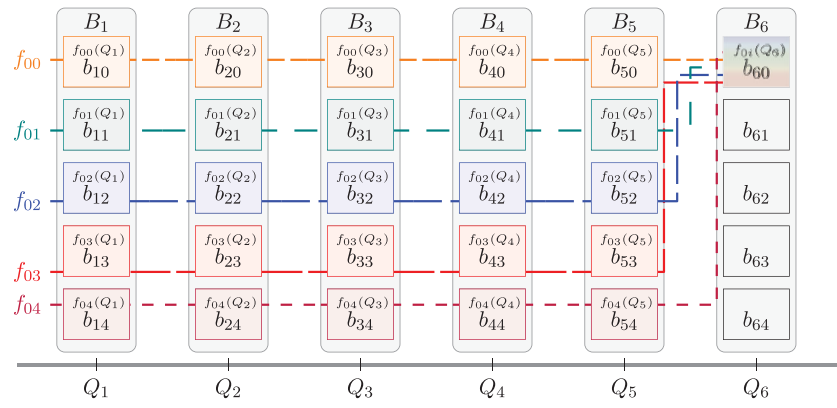 B₁ B₂ B₃ B₄ B₅ B₆
f₀₀ f₀₀(Q₁) f₀₀(Q₂) f₀₀(Q₃) f₀₀(Q₄) f₀₀(Q₅) f₀ᵢ(Q₆)
b₁₀ b₂₀ b₃₀ b₄₀ b₅₀ b₆₀
f₀₁(Q₁) f₀₁(Q₂) f₀₁(Q₃) f₀₁(Q₄) f₀₁(Q₅)
f₀₁ b₁₁ b₂₁ b₃₁ b₄₁ b₅₁ b₆₁
f₀₂(Q₁) f₀₂(Q₂) f₀₂(Q₃) f₀₂(Q₄) f₀₂(Q₅)
f₀₂ b₁₂ b₂₂ b₃₂ b₄₂ b₅₂ b₆₂
f₀₃(Q₁) f₀₃(Q₂) f₀₃(Q₃) f₀₃(Q₄) f₀₃(Q₅)
f₀₃ b₁₃ b₂₃ b₃₃ b₄₃ b₅₃ b₆₃
f₀₄ f₀₄(Q₁) f₀₄(Q₂) f₀₄(Q₃) f₀₄(Q₄) f₀₄(Q₅)
b₁₄ b₂₄ b₃₄ b₄₄ b₅₄ b₆₄
Q₁ Q₂ Q₃ Q₄ Q₅ Q₆